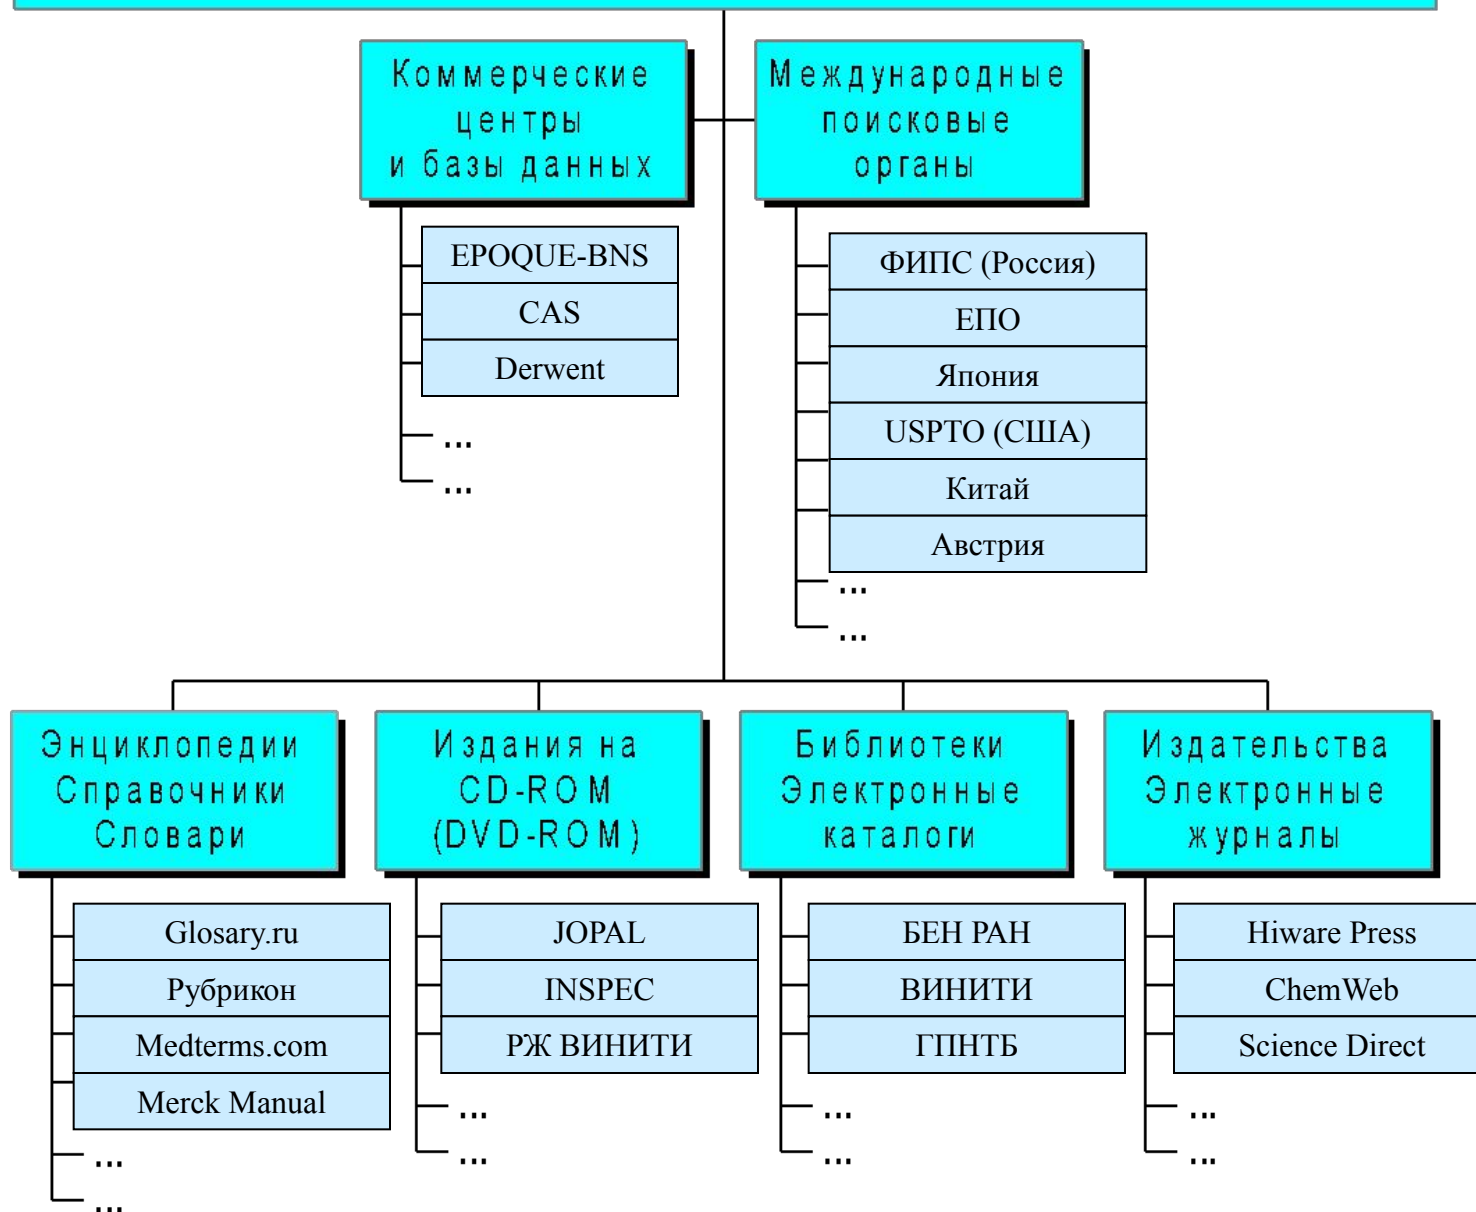 Коммерческие
центры
и базы данных
EPOQUE-BNS
CAS
Derwent
...
...
Международные
поисковые
органы
ФИПС (Россия)
ЕПО
Япония
USPTO (США)
Китай
Австрия
...
...
Энциклопедии
Справочники
Словари
Glosary.ru
Рубрикон
Medterms.com
Merck Manual
...
...
Издания на
CD-ROM
(DVD-ROM)
JOPAL
INSPEC
РЖ ВИНИТИ
...
...
Библиотеки
Электронные
каталоги
БЕН РАН
ВИНИТИ
ГПНТБ
...
...
Издательства
Электронные
журналы
Hiware Press
ChemWeb
Science Direct
...
...